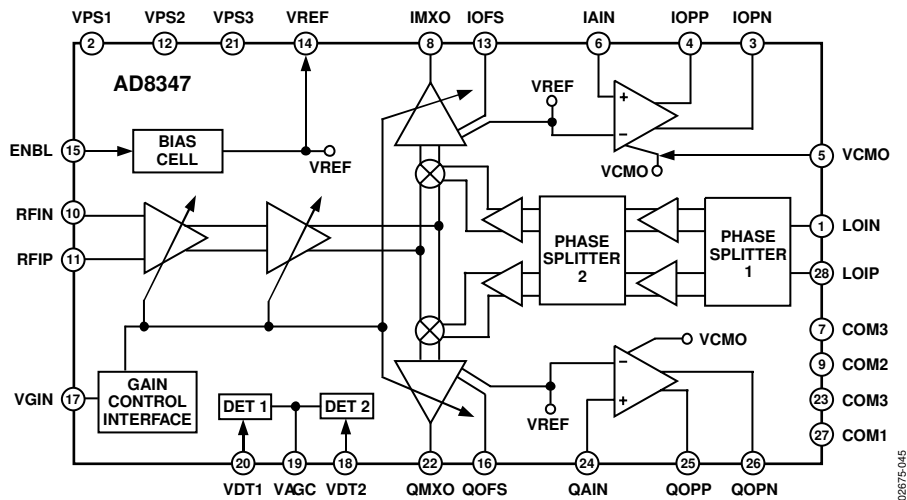 VPS1 VPS2 VPS3 VREF IMXO IOFS IAIN IOPP IOPN
2 12 21 14 8 13 6 4 3
AD8347
VREF
+
−
ENBL 15
BIAS
CELL
VREF
VCMO
5 VCMO
RFIN 10
RFIP 11
PHASE
SPLITTER
2
PHASE
SPLITTER
1
1 LOIN
28 LOIP
7 COM3
VCMO
9 COM2
−
+
VGIN 17
GAIN
CONTROL
INTERFACE
DET 1
DET 2
VREF
23 COM3
27 COM1
20 19 18 22 16 24 25 26
VDT1 VAGC VDT2 QMXO QOFS QAIN QOPP QOPN
02675-045